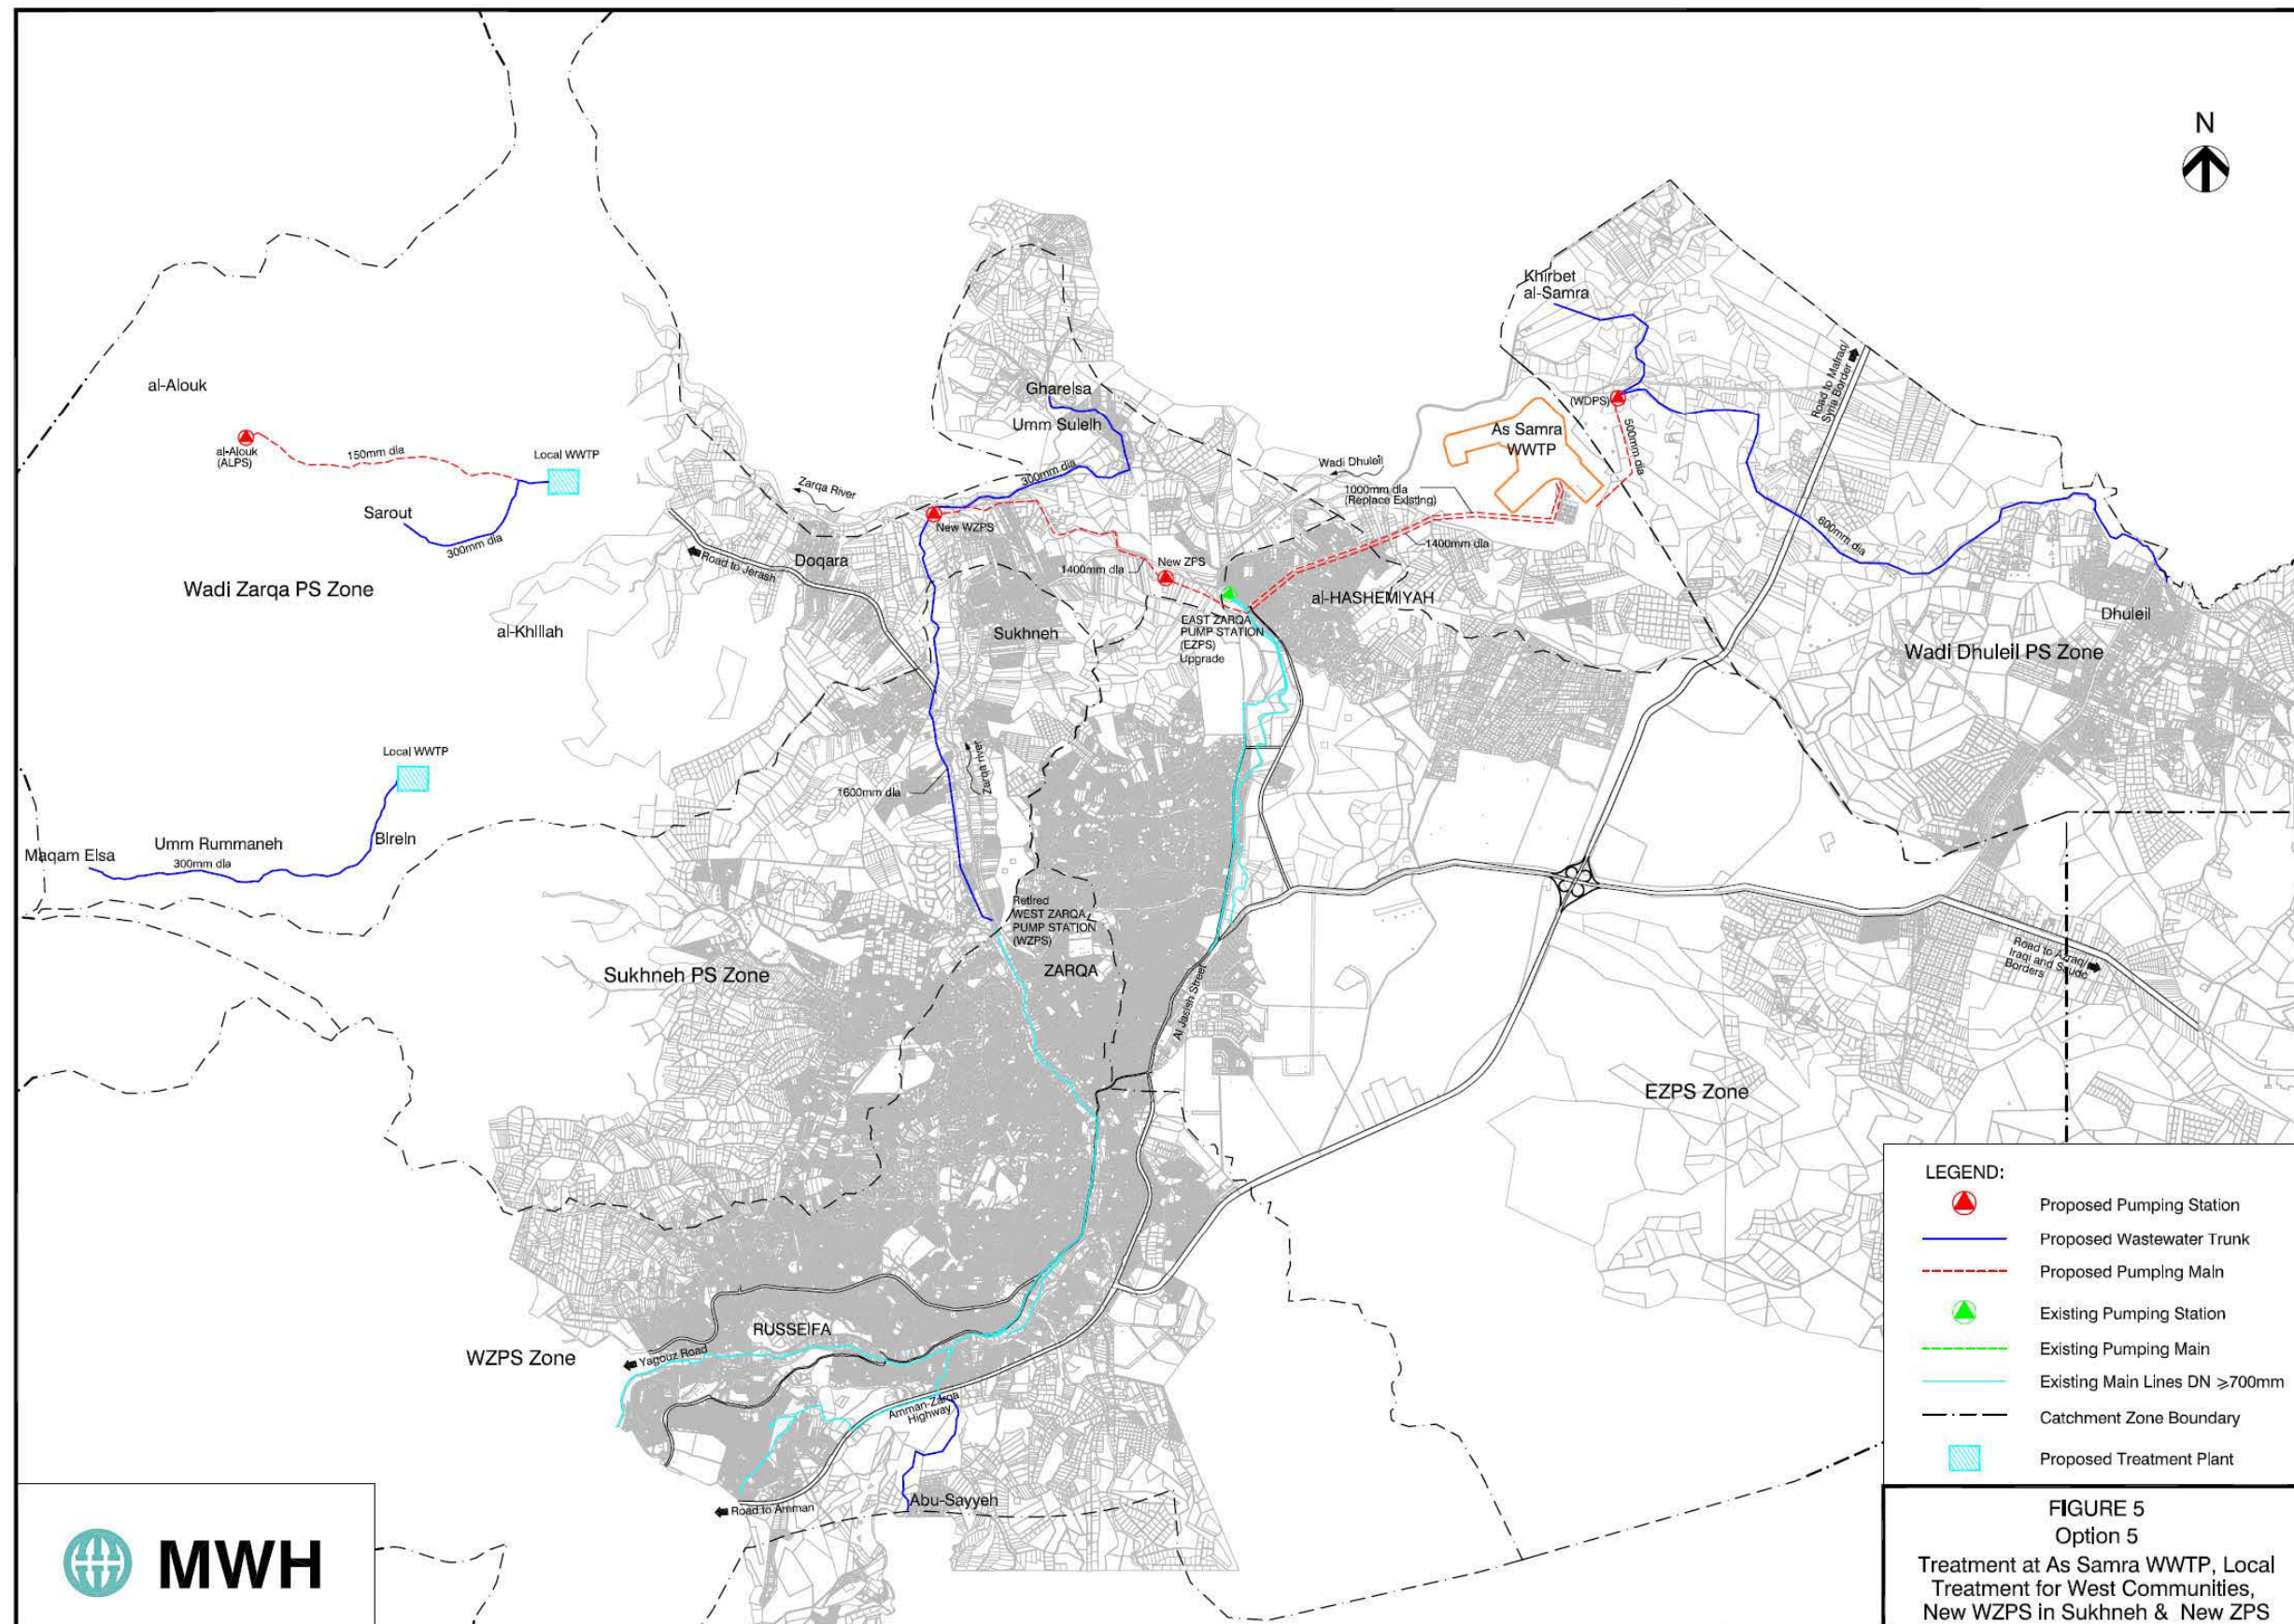 N
Khirbet
al-Samra
al-Alouk
Ghareisa
Umm Suleih
(WDPS)
Road to Mafraq/
Syria Border
As Samra
WWTP
500mm dia
al-Alouk
(ALPS)
150mm dia
Local WWTP
Wadi Dhuleil
300mm dia
Zarqa River
1000mm dia
(Replace Existing)
Sarout
New WZPS
600mm dia
300mm dia
Road to Jerash
Doqara
1400mm dia
New ZPS
1400mm dia
Wadi Zarqa PS Zone
al-HASHEMIYAH
al-Khillah
Sukhneh
EAST ZARQA
PUMP STATION
(EZPS)
Upgrade
Dhuleil
Wadi Dhuleil PS Zone
Local WWTP
Zarqa river
1600mm dia
Maqam Eisa
Umm Rummaneh
300mm dia
Birein
Retired
WEST ZARQA
PUMP STATION
(WZPS)
ZARQA
Sukhneh PS Zone
Al Jaeish Street
Road to Azraq/
Iraqi and Saudc
Borders
EZPS Zone
RUSSEIFA
WZPS Zone
Yagouz Road
Amman-Zarqa
Highway
Abu-Sayyeh
Road to Amman
LEGEND:
Proposed Pumping Station
Proposed Wastewater Trunk
Proposed Pumping Main
Existing Pumping Station
Existing Pumping Main
Existing Main Lines DN ⩾700mm
Catchment Zone Boundary
Proposed Treatment Plant
MWH
FIGURE 5
Option 5
Treatment at As Samra WWTP, Local
Treatment for West Communities,
New WZPS in Sukhneh & New ZPS